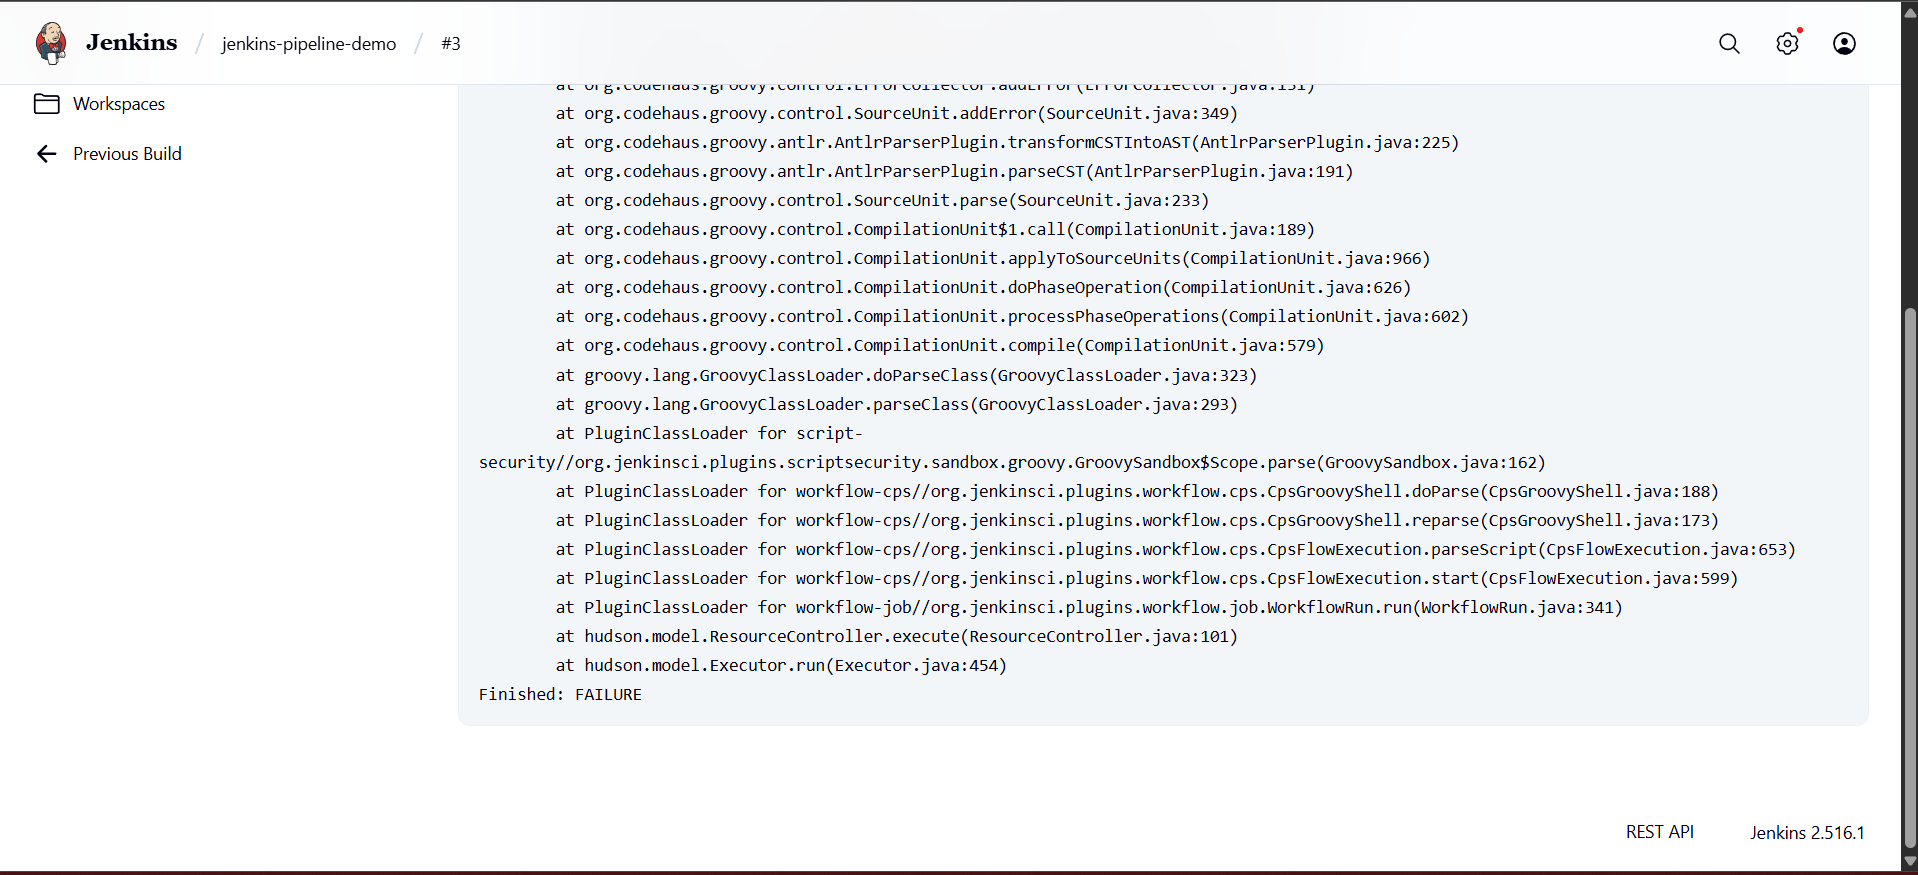 Jenkins / jenkins-pipeline-demo / #3
Workspaces
Previous Build
at org.codehaus.groovy.control.ErrorCollector.addError(ErrorCollector.java:151)
at org.codehaus.groovy.control.SourceUnit.addError(SourceUnit.java:349)
at org.codehaus.groovy.antlr.AntlrParserPlugin.transformCSTIntoAST(AntlrParserPlugin.java:225)
at org.codehaus.groovy.antlr.AntlrParserPlugin.parseCST(AntlrParserPlugin.java:191)
at org.codehaus.groovy.control.SourceUnit.parse(SourceUnit.java:233)
at org.codehaus.groovy.control.CompilationUnit$1.call(CompilationUnit.java:189)
at org.codehaus.groovy.control.CompilationUnit.applyToSourceUnits(CompilationUnit.java:966)
at org.codehaus.groovy.control.CompilationUnit.doPhaseOperation(CompilationUnit.java:626)
at org.codehaus.groovy.control.CompilationUnit.processPhaseOperations(CompilationUnit.java:602)
at org.codehaus.groovy.control.CompilationUnit.compile(CompilationUnit.java:579)
at groovy.lang.GroovyClassLoader.doParseClass(GroovyClassLoader.java:323)
at groovy.lang.GroovyClassLoader.parseClass(GroovyClassLoader.java:293)
at PluginClassLoader for script-
security//org.jenkinsci.plugins.scriptsecurity.sandbox.groovy.GroovySandbox$Scope.parse(GroovySandbox.java:162)
at PluginClassLoader for workflow-cps//org.jenkinsci.plugins.workflow.cps.CpsGroovyShell.doParse(CpsGroovyShell.java:188)
at PluginClassLoader for workflow-cps//org.jenkinsci.plugins.workflow.cps.CpsGroovyShell.reparse(CpsGroovyShell.java:173)
at PluginClassLoader for workflow-cps//org.jenkinsci.plugins.workflow.cps.CpsFlowExecution.parseScript(CpsFlowExecution.java:653)
at PluginClassLoader for workflow-cps//org.jenkinsci.plugins.workflow.cps.CpsFlowExecution.start(CpsFlowExecution.java:599)
at PluginClassLoader for workflow-job//org.jenkinsci.plugins.workflow.job.WorkflowRun.run(WorkflowRun.java:341)
at hudson.model.ResourceController.execute(ResourceController.java:101)
at hudson.model.Executor.run(Executor.java:454)
Finished: FAILURE
REST API
Jenkins 2.516.1